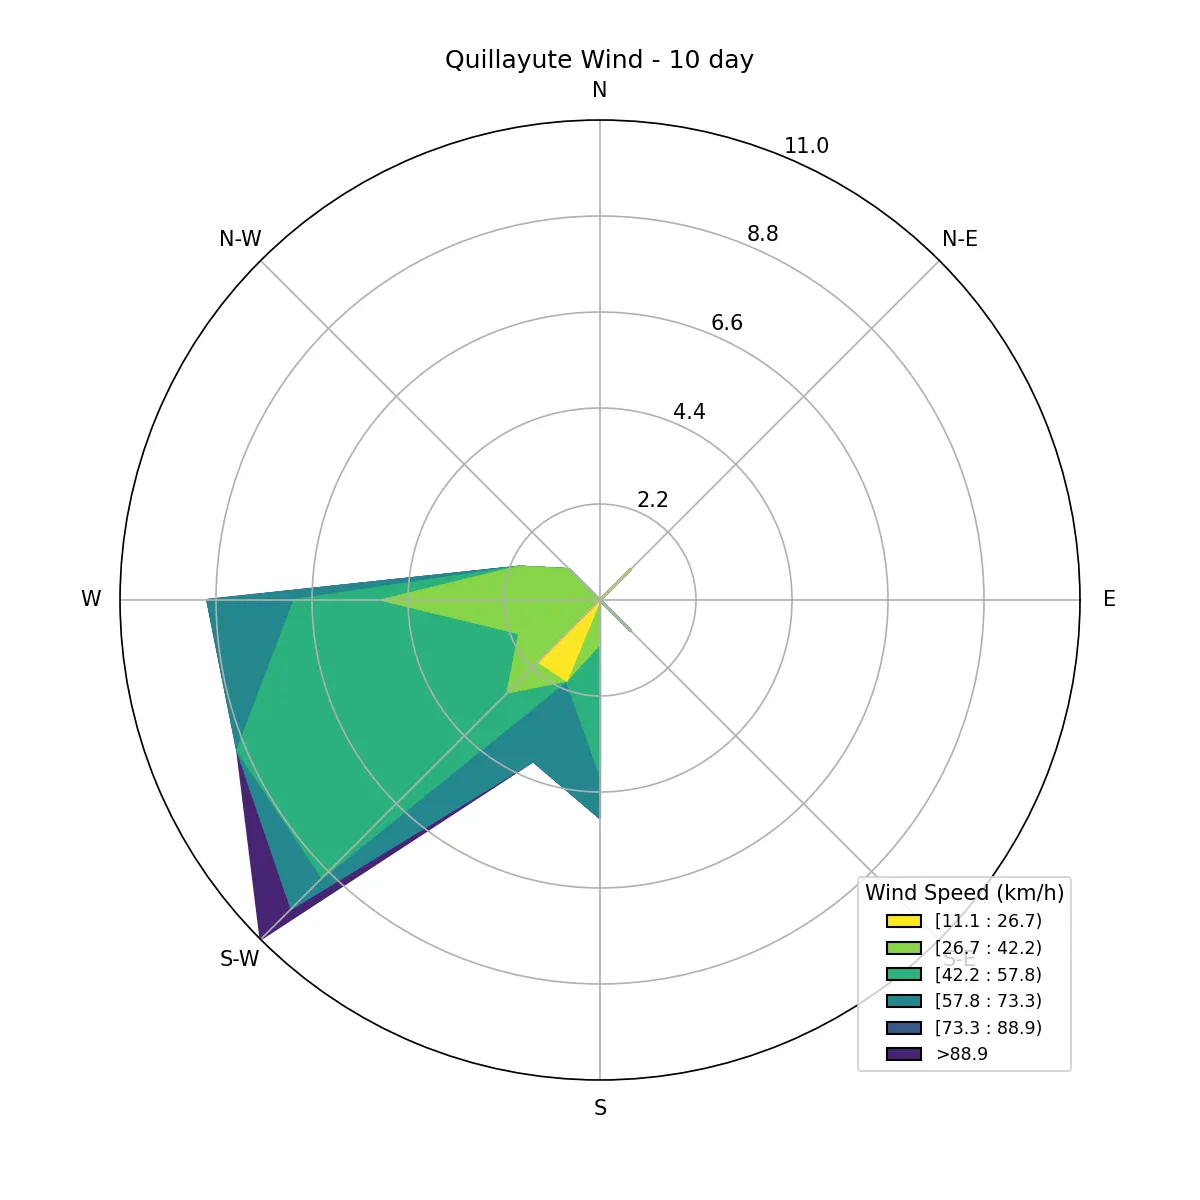 Quillayute Wind - 10 day
N
11.0
8.8
N-W
N-E
6.6
4.4
2.2
W
E
Wind Speed (km/h)
[11.1 : 26.7)
[26.7 : 42.2)
S-W
S-E
[42.2 : 57.8)
[57.8 : 73.3)
[73.3 : 88.9)
>88.9
S